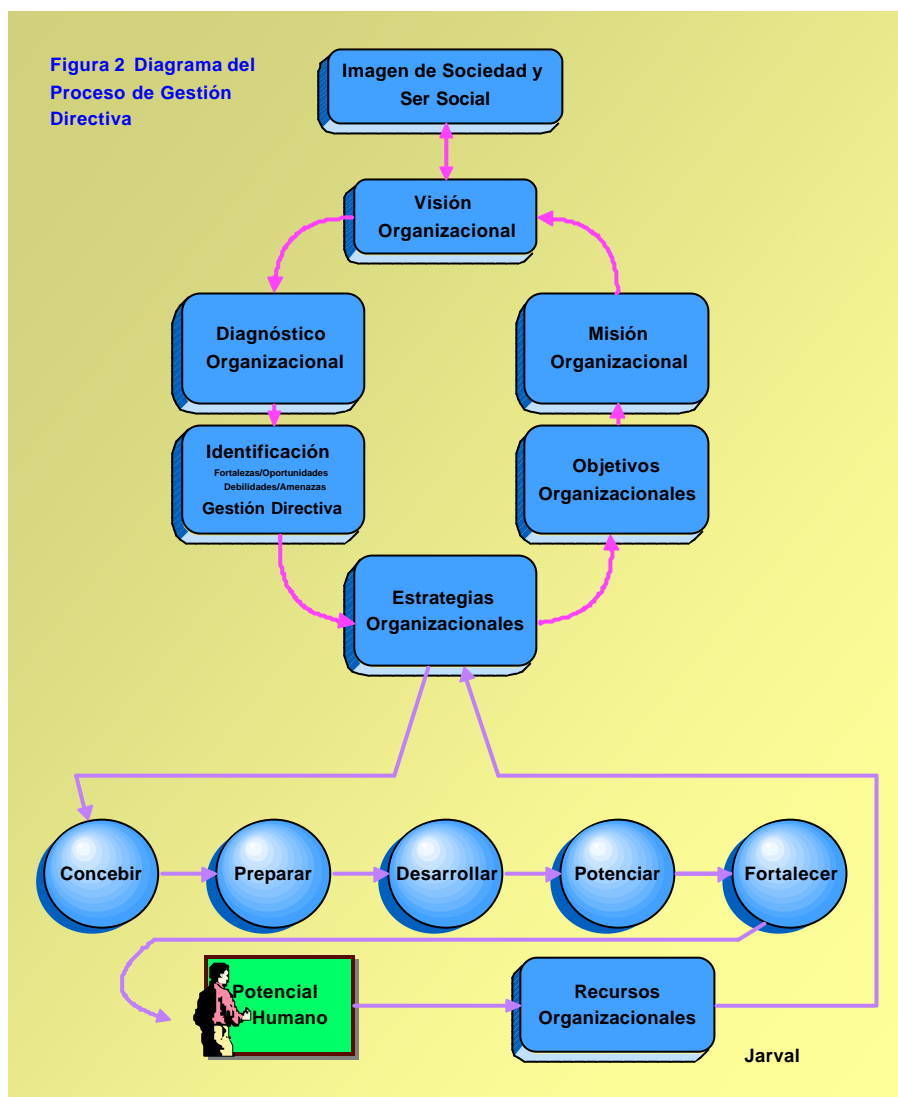 Figura 2 Diagrama del
Proceso de Gestión
Directiva
Imagen de Sociedad y
Ser Social
Visión
Organizacional
Diagnóstico
Organizacional
Misión
Organizacional
Identificación
Fortalezas/Oportunidades
Debilidades/Amenazas
Gestión Directiva
Objetivos
Organizacionales
Estrategias
Organizacionales
Concebir
Preparar
Desarrollar
Potenciar
Fortalecer
Potencial
Humano
Recursos
Organizacionales
Jarval